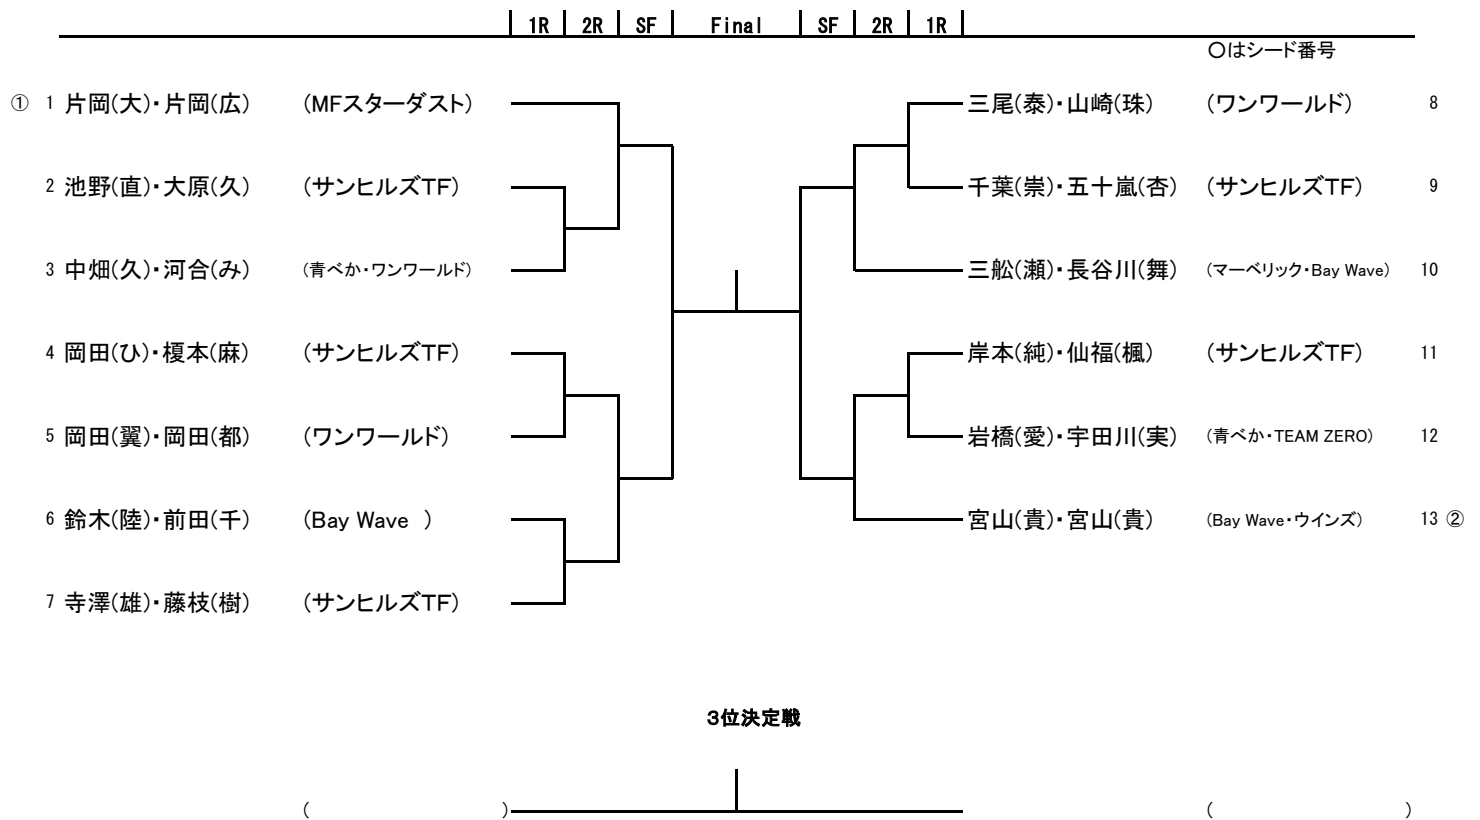 1R 2R SF Final SF 2R 1R
〇はシード番号
① 1 片岡(大)・片岡(広) (MFスターダスト) 三尾(泰)・山崎(珠) (ワンワールド) 8
2 池野(直)・大原(久) (サンヒルズTF) 千葉(崇)・五十嵐(杏) (サンヒルズTF) 9
3 中畑(久)・河合(み) (青べか・ワンワールド) 三舩(瀬)・長谷川(舞) (マーベリック・Bay Wave) 10
4 岡田(ひ)・榎本(麻) (サンヒルズTF) 岸本(純)・仙福(楓) (サンヒルズTF) 11
5 岡田(翼)・岡田(都) (ワンワールド) 岩橋(愛)・宇田川(実) (青べか・TEAM ZERO) 12
6 鈴木(陸)・前田(千) (Bay Wave ) 宮山(貴)・宮山(貴) (Bay Wave・ウインズ) 13 ②
7 寺澤(雄)・藤枝(樹) (サンヒルズTF)
3位決定戦
( ) ( )